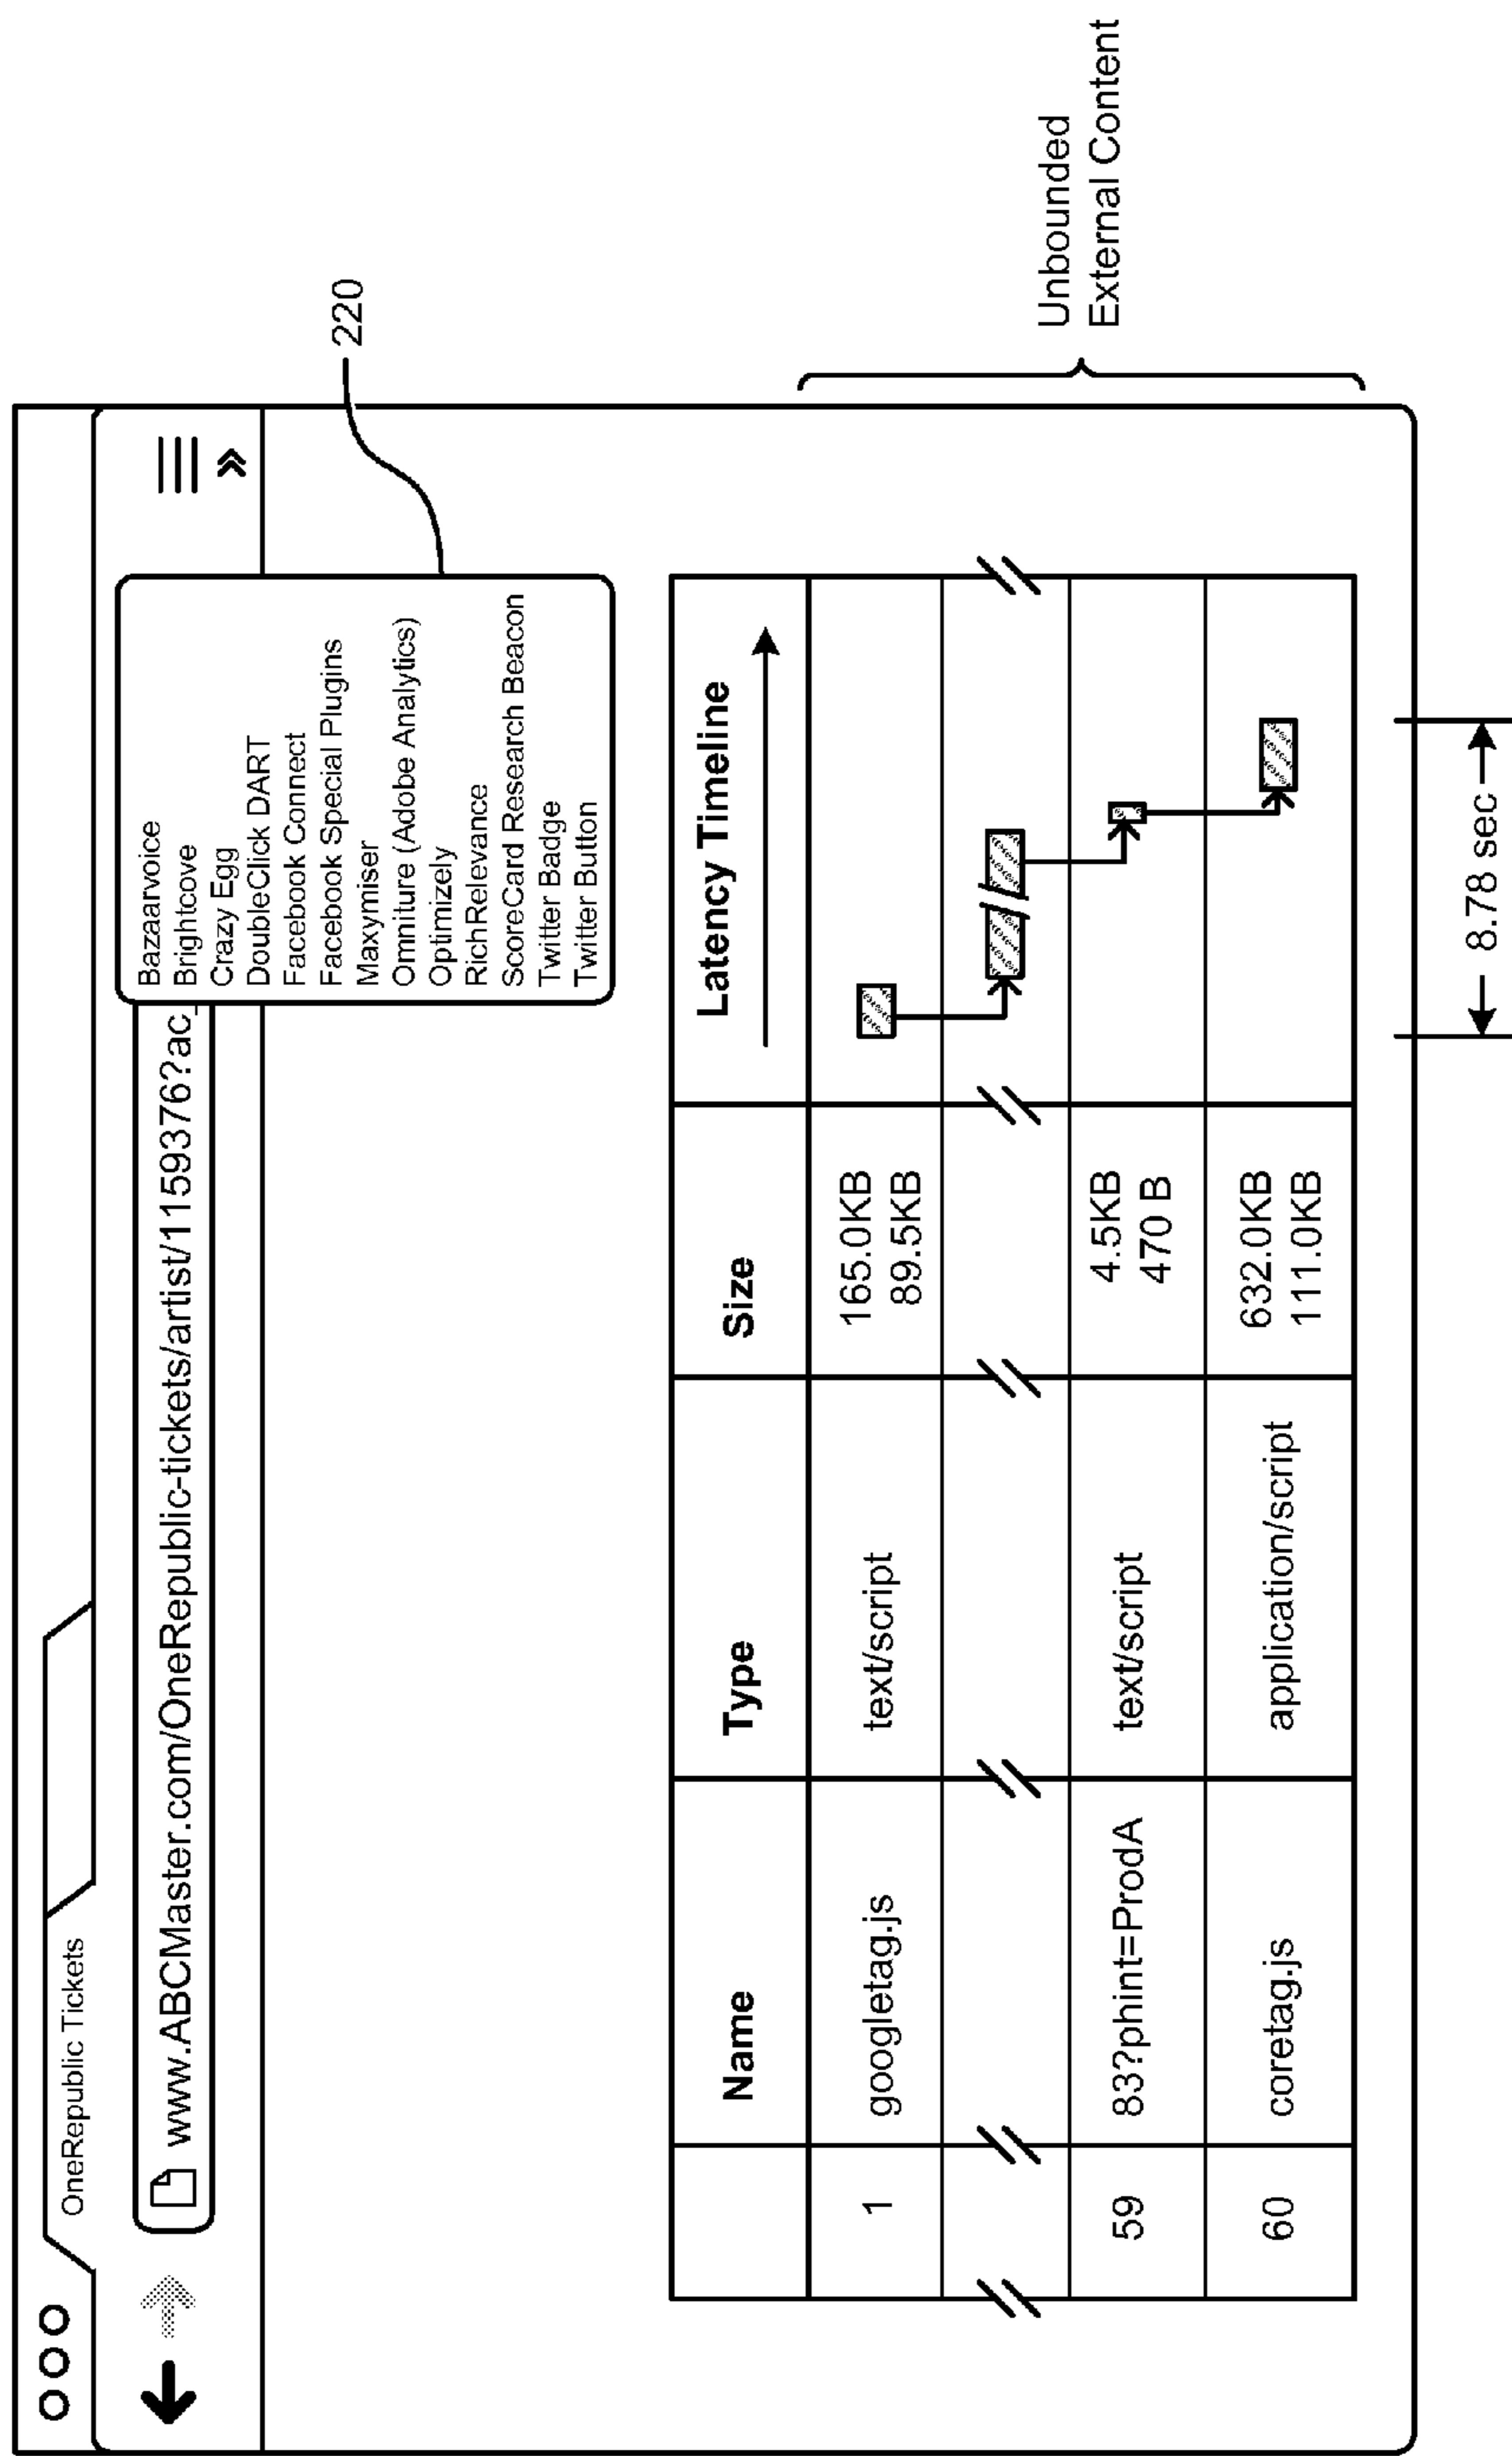 OneRepublic Tickets
www.ABCMaster.com/OneRepublic-tickets/artist/1159376?ac_
Bazaarvoice
Brightcove
Crazy Egg
DoubleClick DART
Facebook Connect
Facebook Special Plugins
Maxymiser
Omniture (Adobe Analytics)
Optimizely
RichRelevance
ScoreCard Research Beacon
Twitter Badge
Twitter Button
220
Name Type Size Latency Timeline
1 googletag.js text/script 165.0KB
89.5KB
59 83?phint=ProdA text/script 4.5KB
470 B
60 coretag.js application/script 632.0KB
111.0KB
Unbounded
External Content
8.78 sec